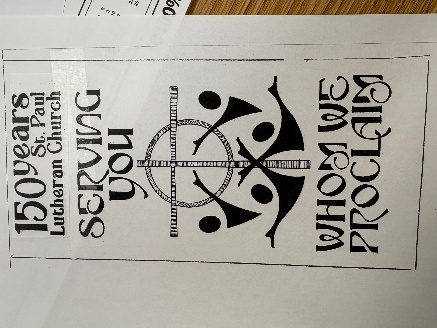 150 years
St. Paul
Lutheran Church
SERVING
YOU
WHOM WE
PROCLAIM